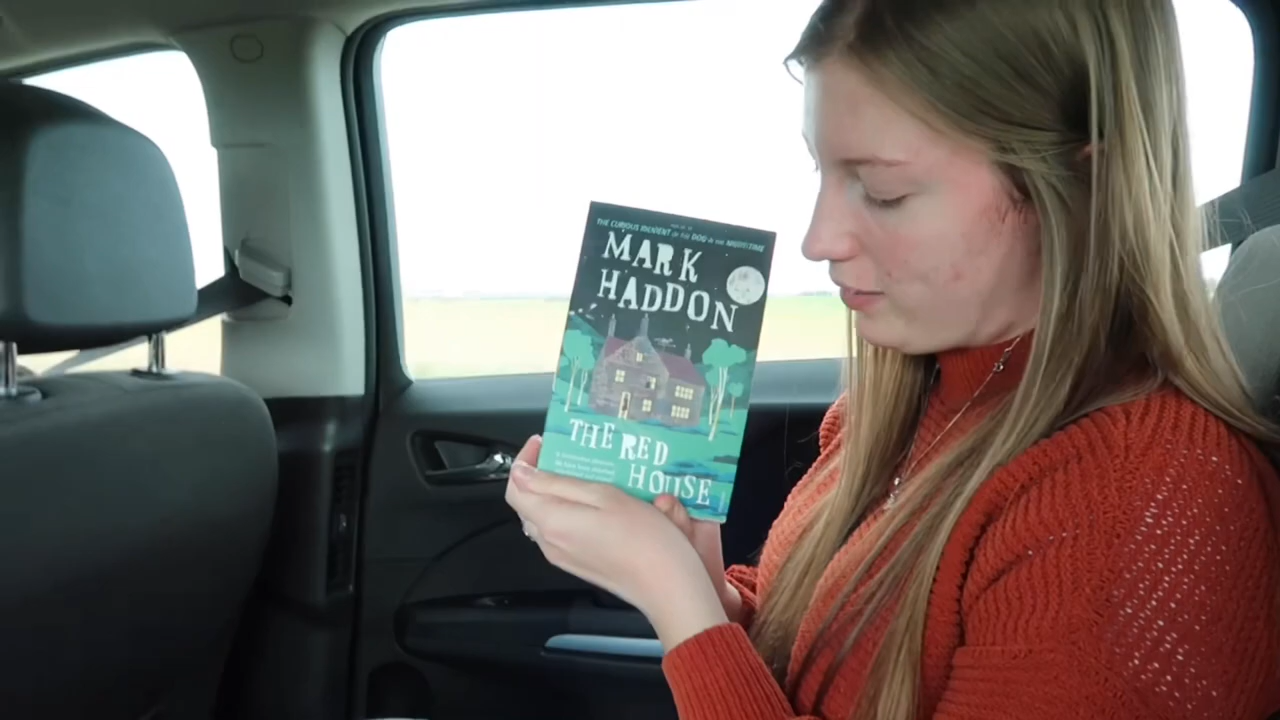 THE CURIOUS INCIDENT OF THE DOG IN THE NIGHT-TIME
MARK
HADDON
THE RED
HOUSE